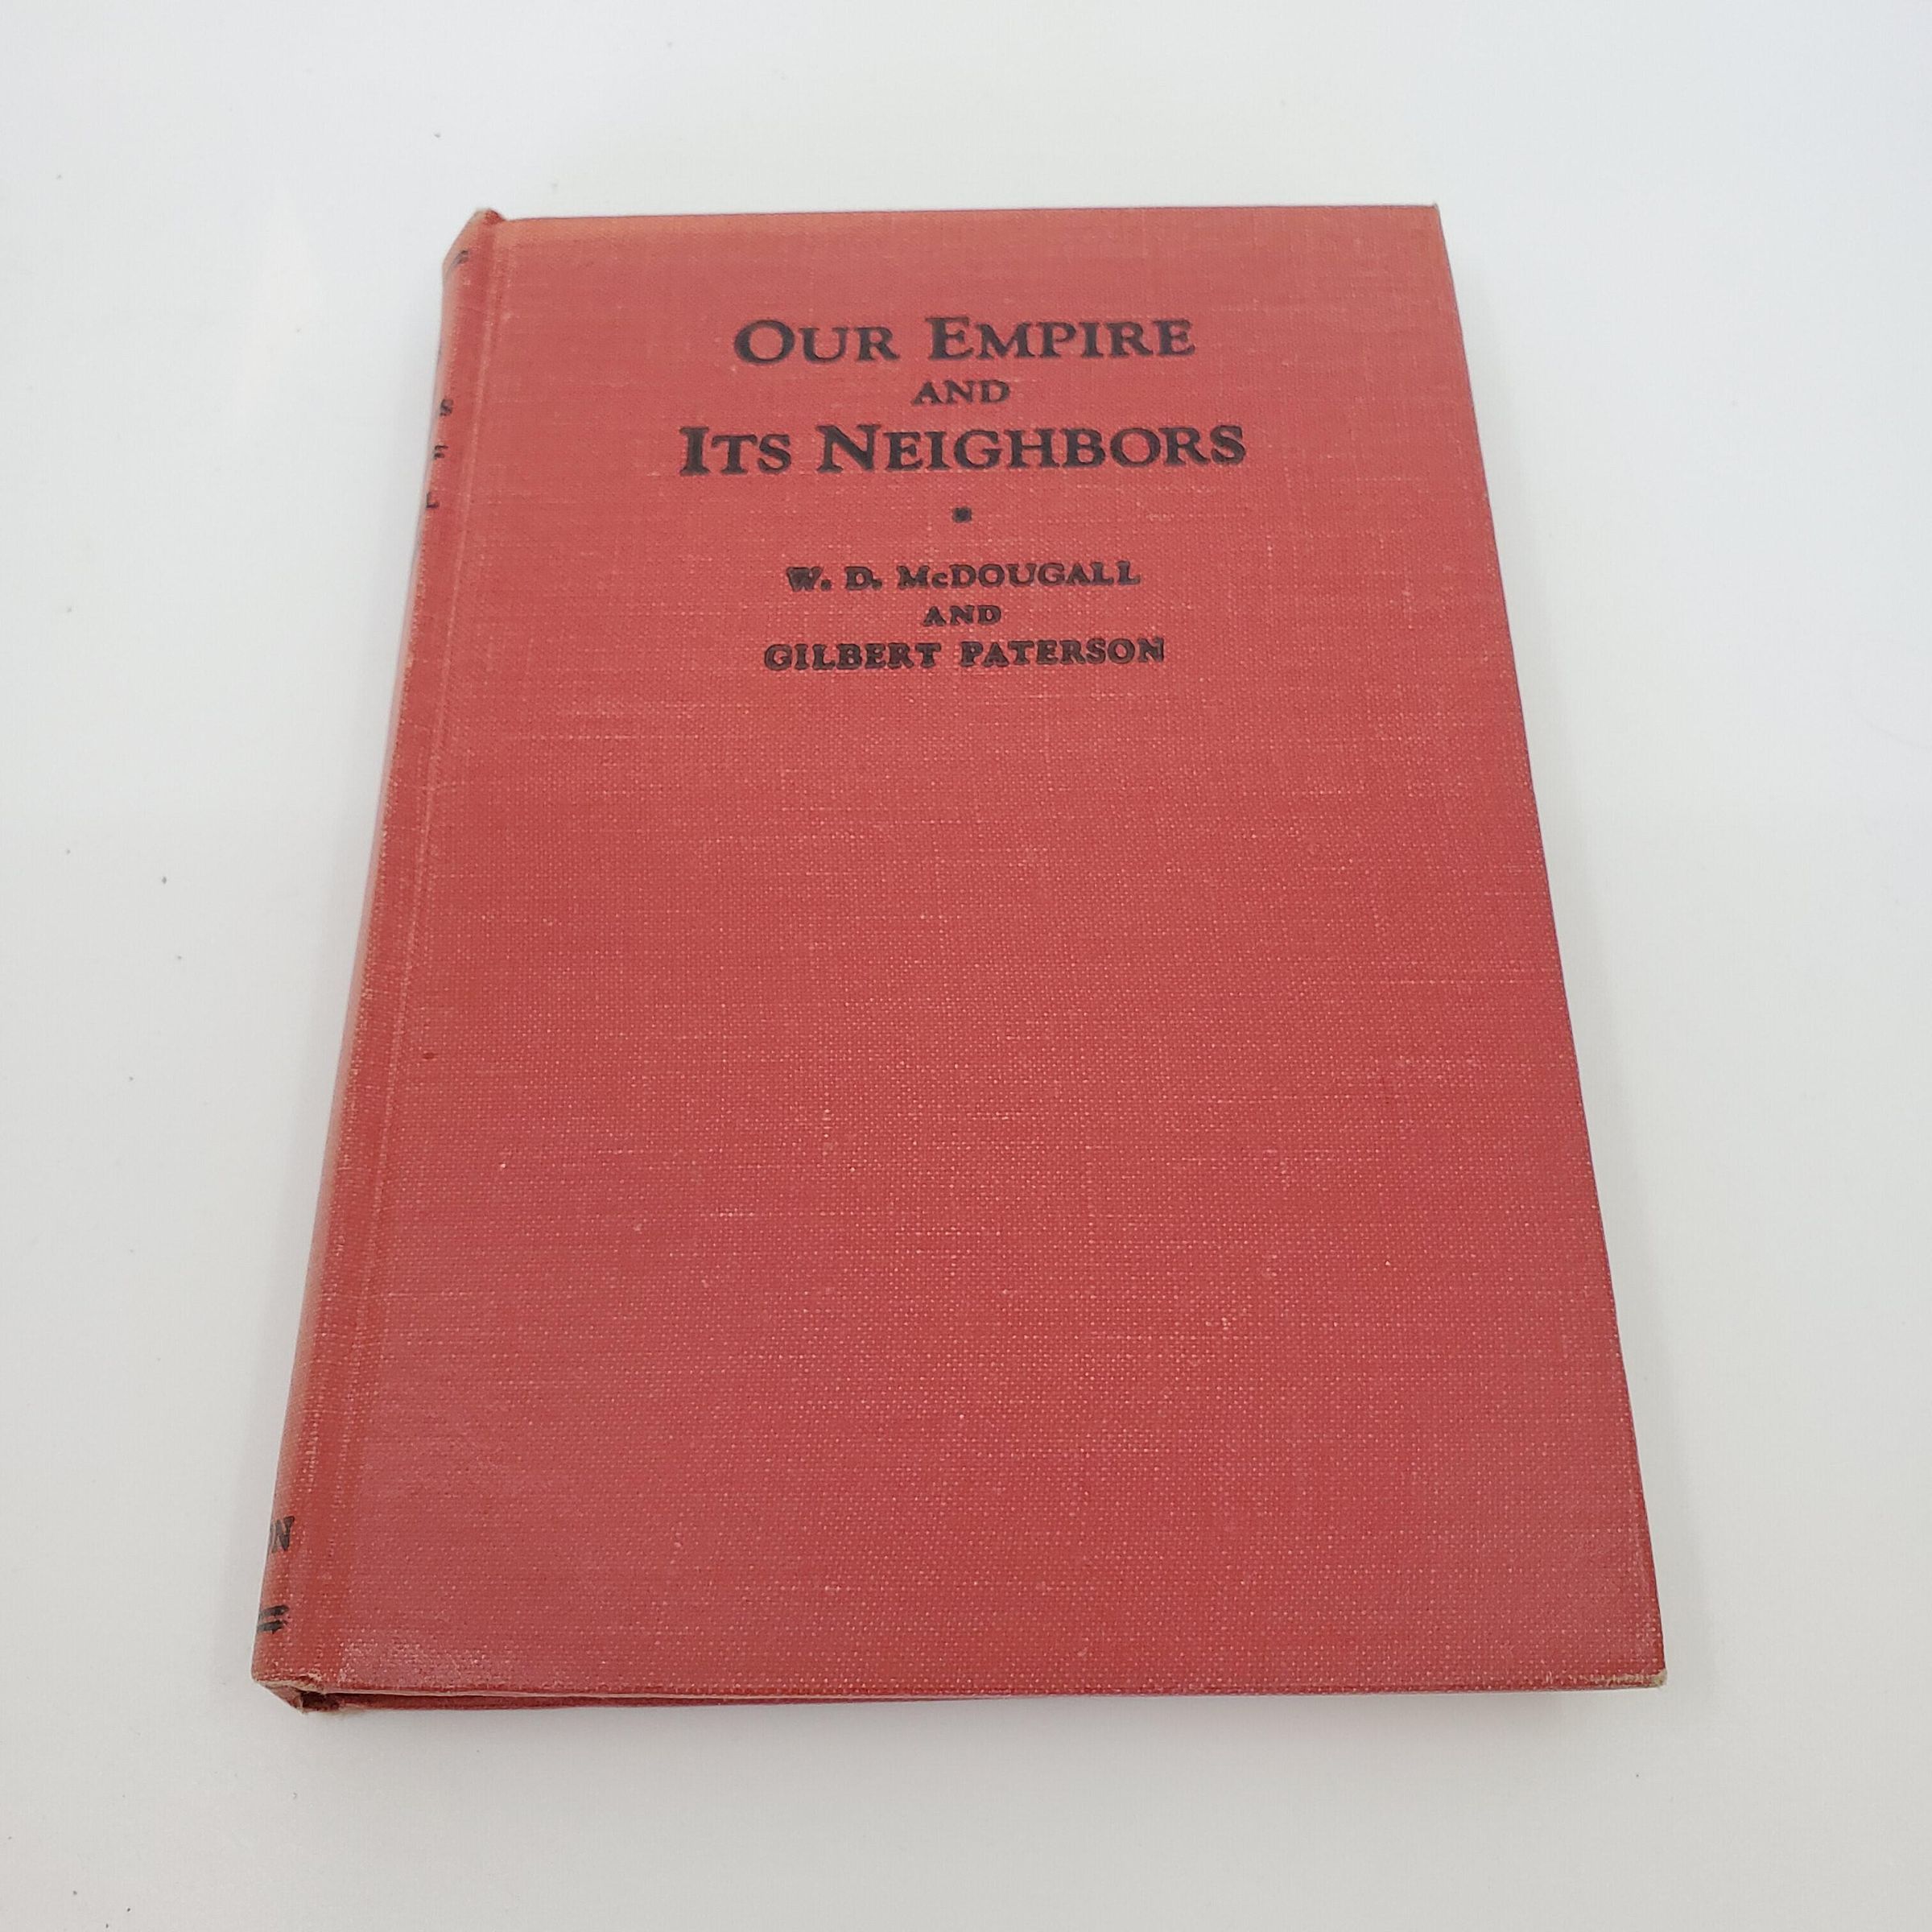 OUR EMPIRE
AND
ITS NEIGHBORS
W. D. McDOUGALL
AND
GILBERT PATERSON